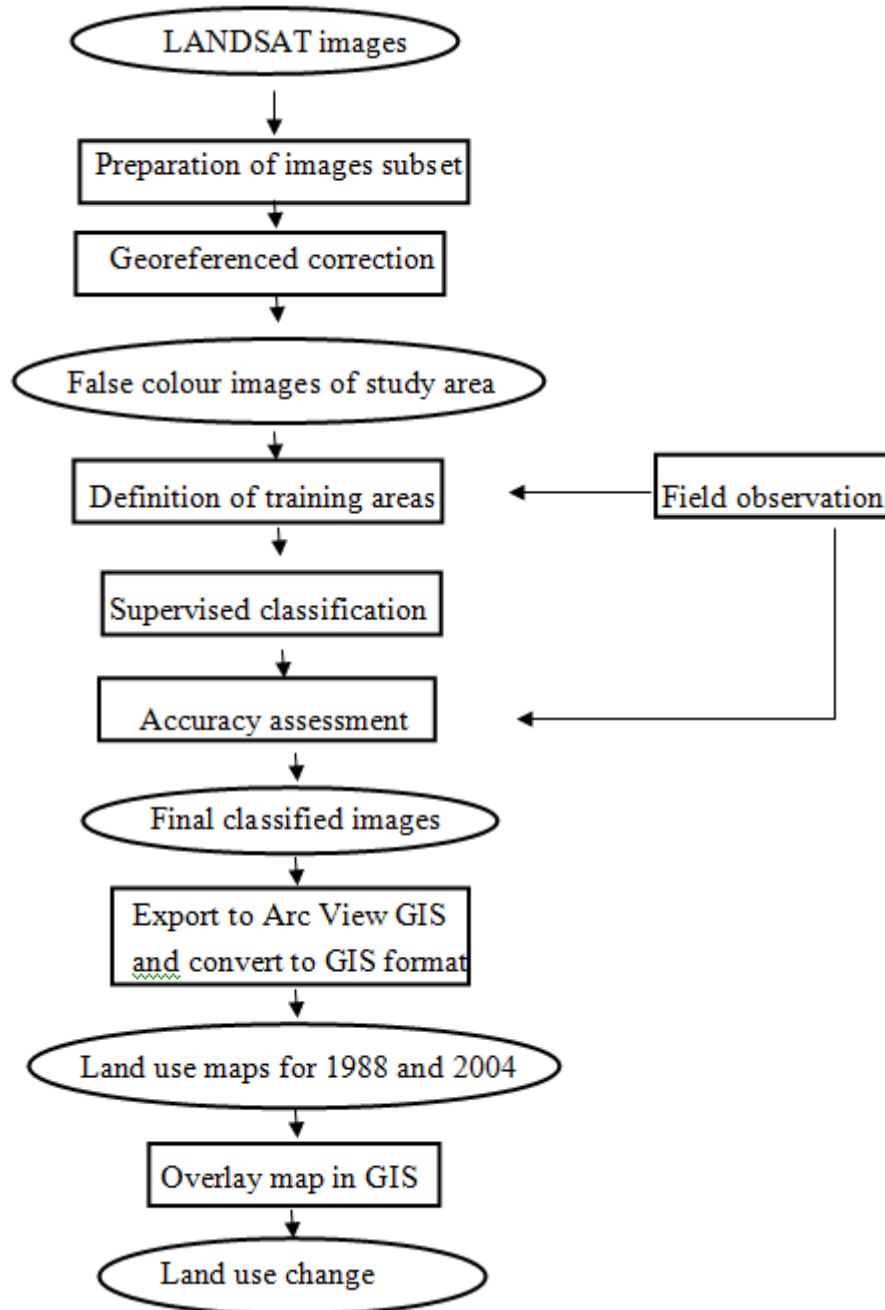 LANDSAT images
Preparation of images subset
Georeferenced correction
False colour images of study area
Definition of training areas
Field observation
Supervised classification
Accuracy assessment
Final classified images
Export to Arc View GIS
and convert to GIS format
Land use maps for 1988 and 2004
Overlay map in GIS
Land use change